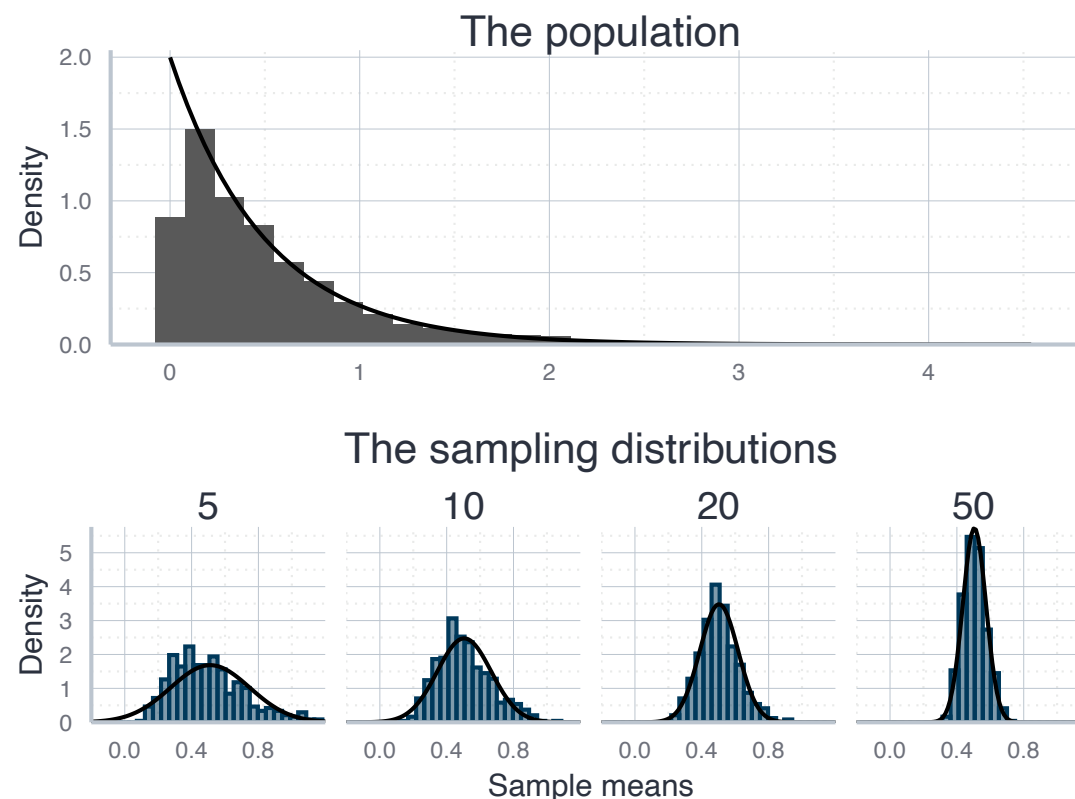 The population
Density
2.0
1.5
1.0
0.5
0.0
0 1 2 3 4
The sampling distributions
5 10 20 50
Density
5
4
3
2
1
0
0.0 0.4 0.8 0.0 0.4 0.8 0.0 0.4 0.8 0.0 0.4 0.8
Sample means